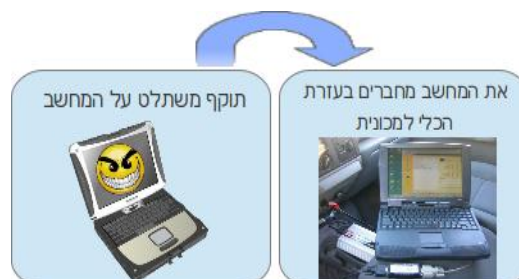 תוקף משתלט על המחשב
את המחשב מחברים בעזרת
הכלי למכונית